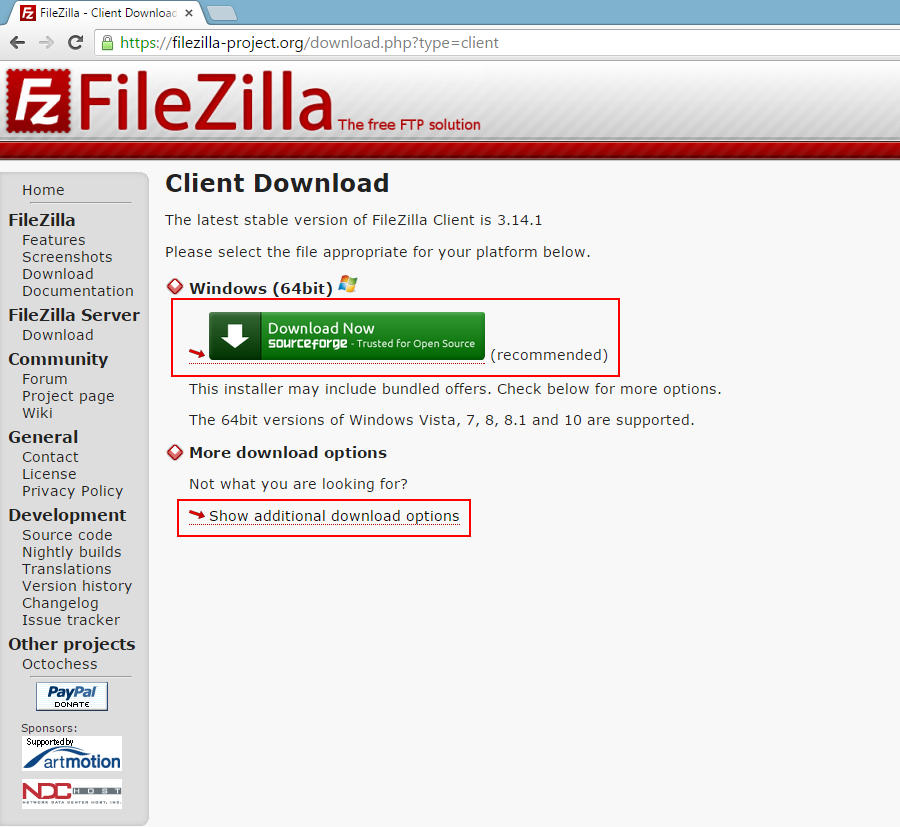 FileZilla - Client Download
https://filezilla-project.org/download.php?type=client
Fz FileZilla The free FTP solution
Home
FileZilla
Features
Screenshots
Download
Documentation
FileZilla Server
Download
Community
Forum
Project page
Wiki
General
Contact
License
Privacy Policy
Development
Source code
Nightly builds
Translations
Version history
Changelog
Issue tracker
Other projects
Octochess
PayPal
DONATE
Sponsors:
Supported by
artmotion
NDC HOST
NETWORK DATA CENTER HOST, INC.
Client Download
The latest stable version of FileZilla Client is 3.14.1
Please select the file appropriate for your platform below.
Windows (64bit)
Download Now
sourceforge - Trusted for Open Source
(recommended)
This installer may include bundled offers. Check below for more options.
The 64bit versions of Windows Vista, 7, 8, 8.1 and 10 are supported.
More download options
Not what you are looking for?
Show additional download options